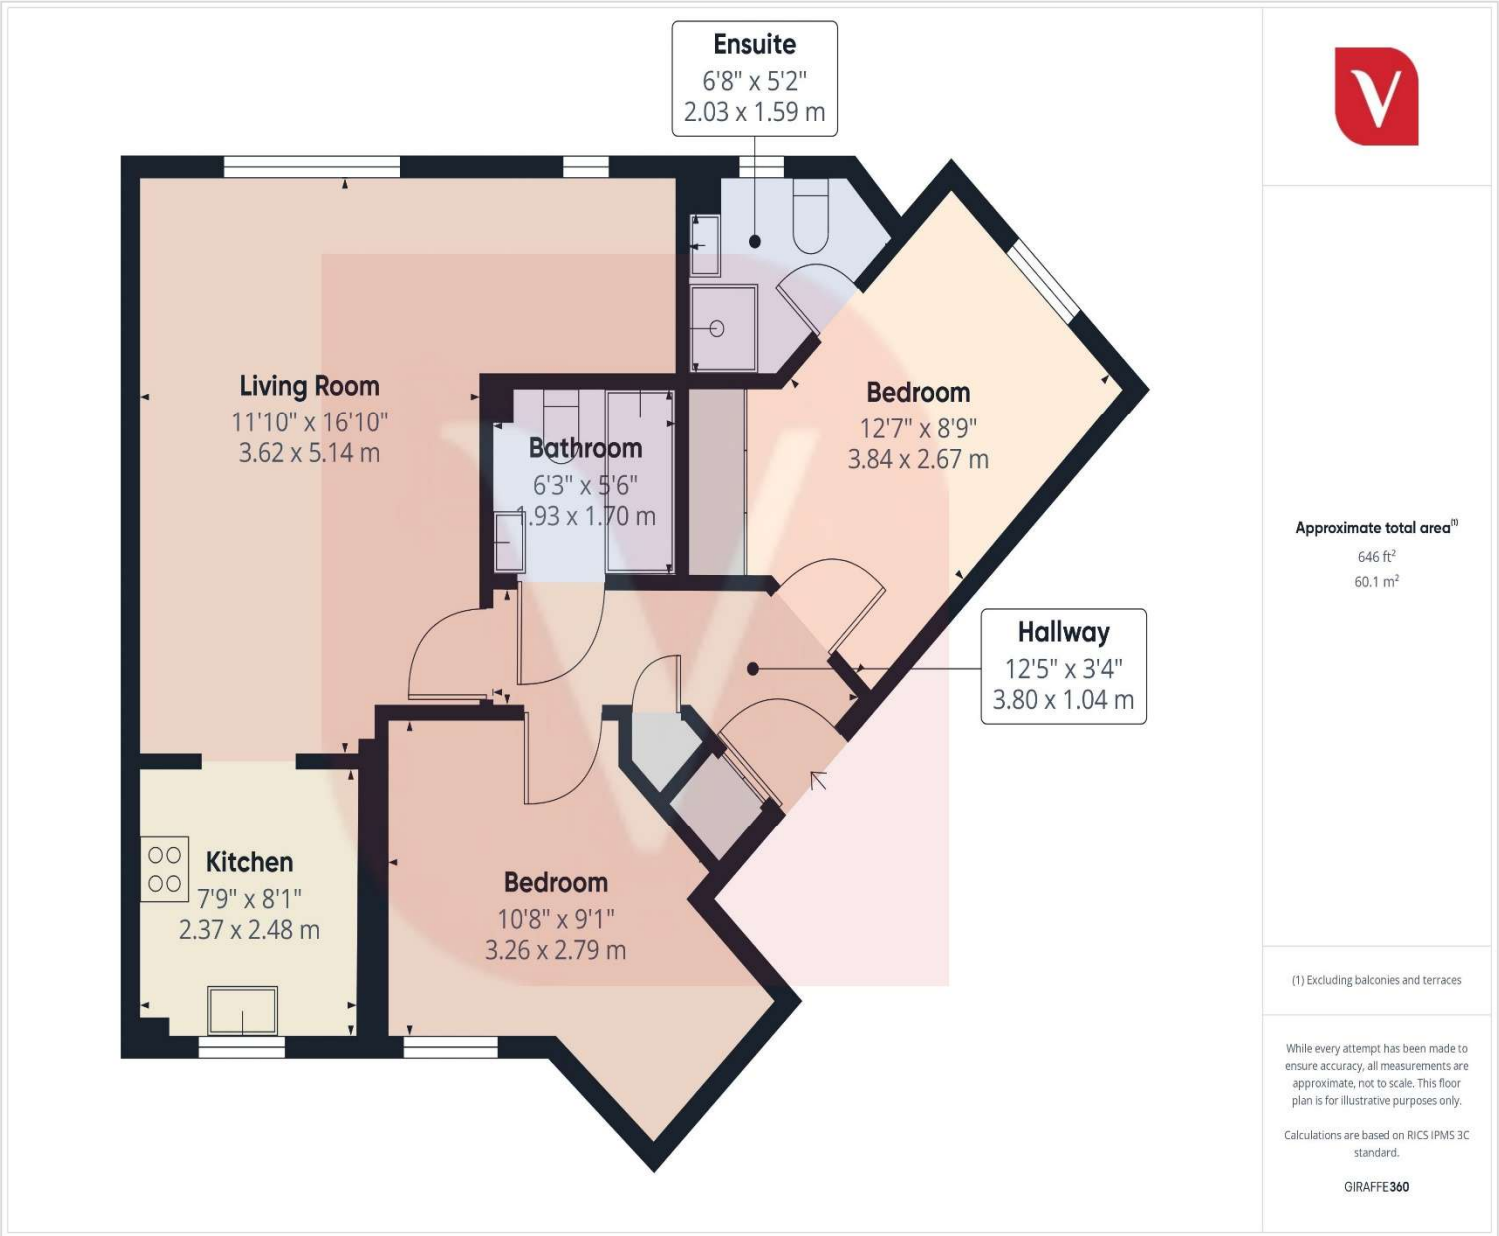 Ensuite
6'8" x 5'2"
2.03 x 1.59 m
Living Room
11'10" x 16'10"
3.62 x 5.14 m
Bathroom
6'3" x 5'6"
1.93 x 1.70 m
Bedroom
12'7" x 8'9"
3.84 x 2.67 m
Hallway
12'5" x 3'4"
3.80 x 1.04 m
Kitchen
7'9" x 8'1"
2.37 x 2.48 m
Bedroom
10'8" x 9'1"
3.26 x 2.79 m
V
Approximate total area(1)
646 ft²
60.1 m²
(1) Excluding balconies and terraces
While every attempt has been made to
ensure accuracy, all measurements are
approximate, not to scale. This floor
plan is for illustrative purposes only.
Calculations are based on RICS IPMS 3C
standard.
GIRAFFE360